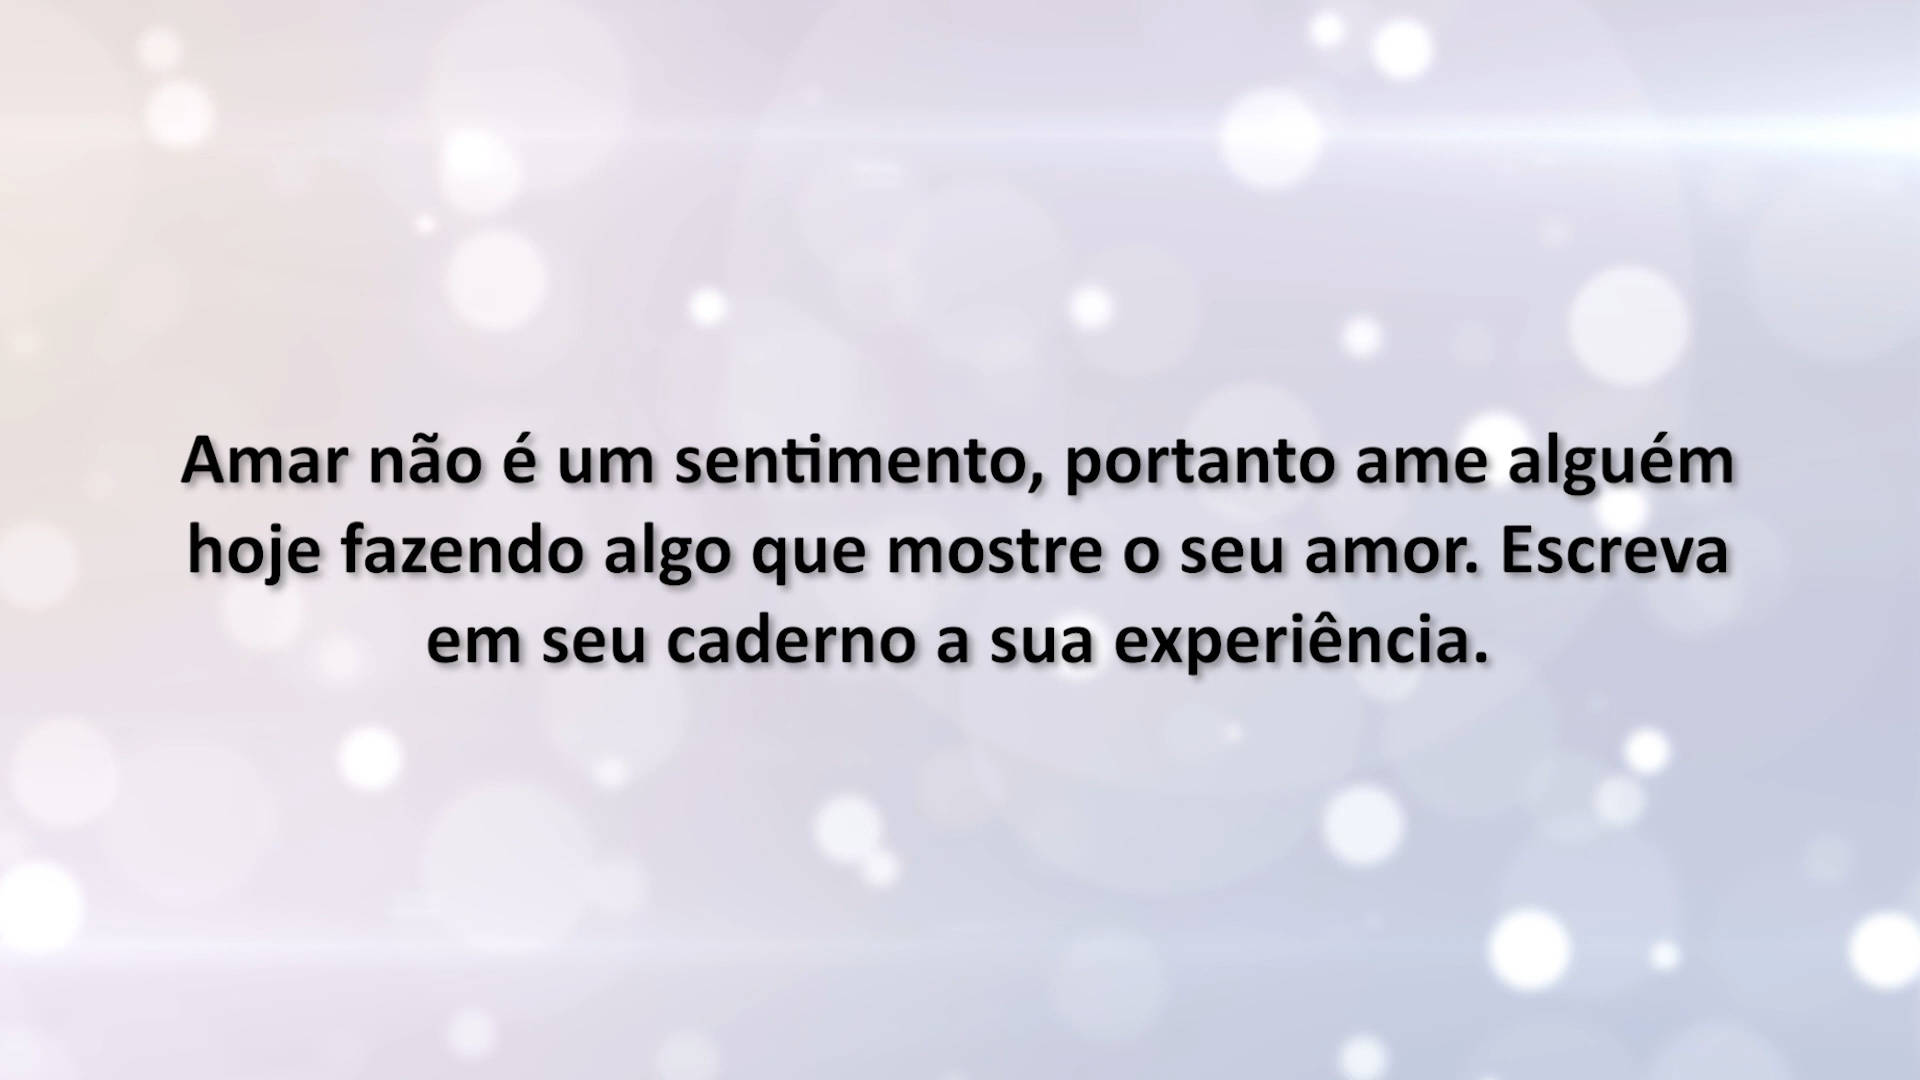 Amar não é um sentimento, portanto ame alguém
hoje fazendo algo que mostre o seu amor. Escreva
em seu caderno a sua experiência.